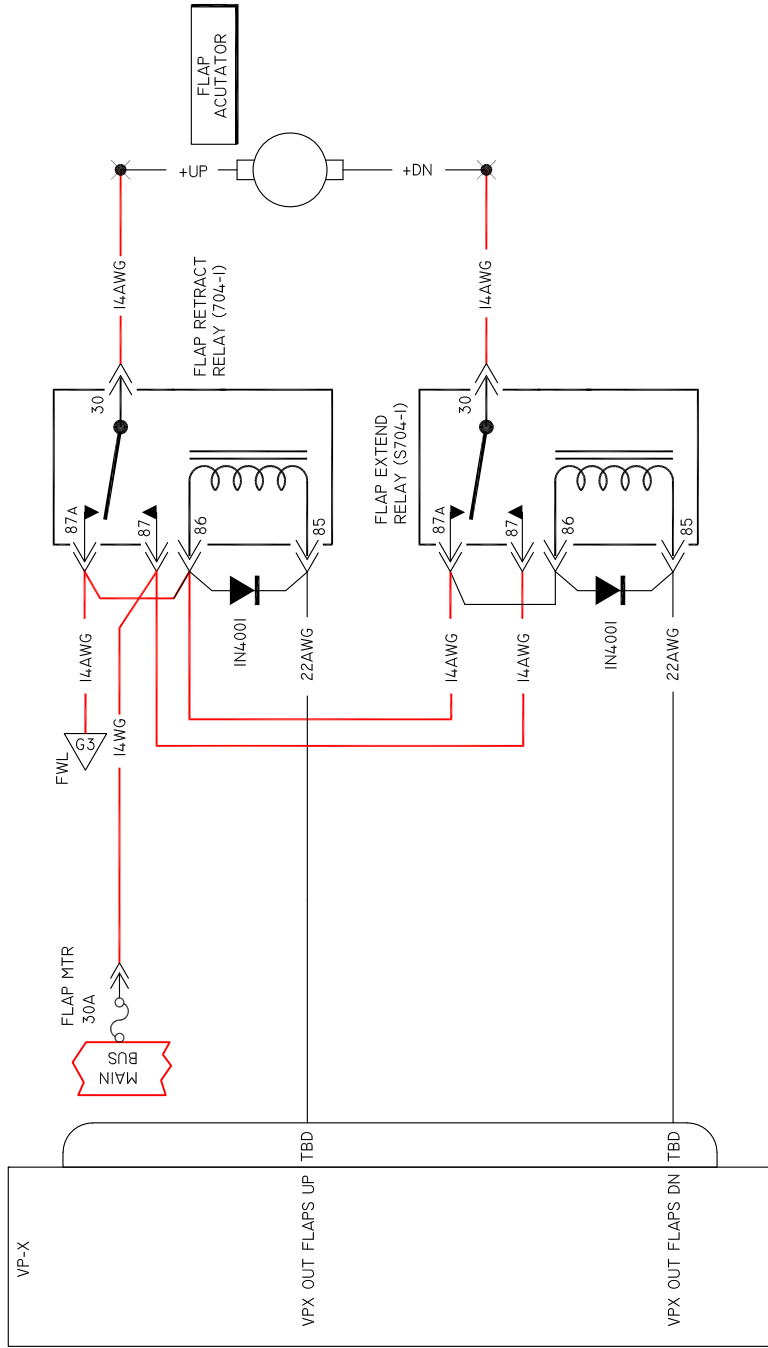 FLAP
ACUTATOR
+UP
+DN
14AWG
14AWG
FLAP RETRACT
RELAY (704-1)
30
87A
87
86
85
FLAP EXTEND
RELAY (S704-1)
30
87A
87
86
85
1N4001
1N4001
14AWG
14WG
22AWG
14AWG
14AWG
22AWG
FWL
G3
FLAP MTR
30A
MAIN
BUS
VP-X
VPX OUT FLAPS UP
TBD
VPX OUT FLAPS DN
TBD